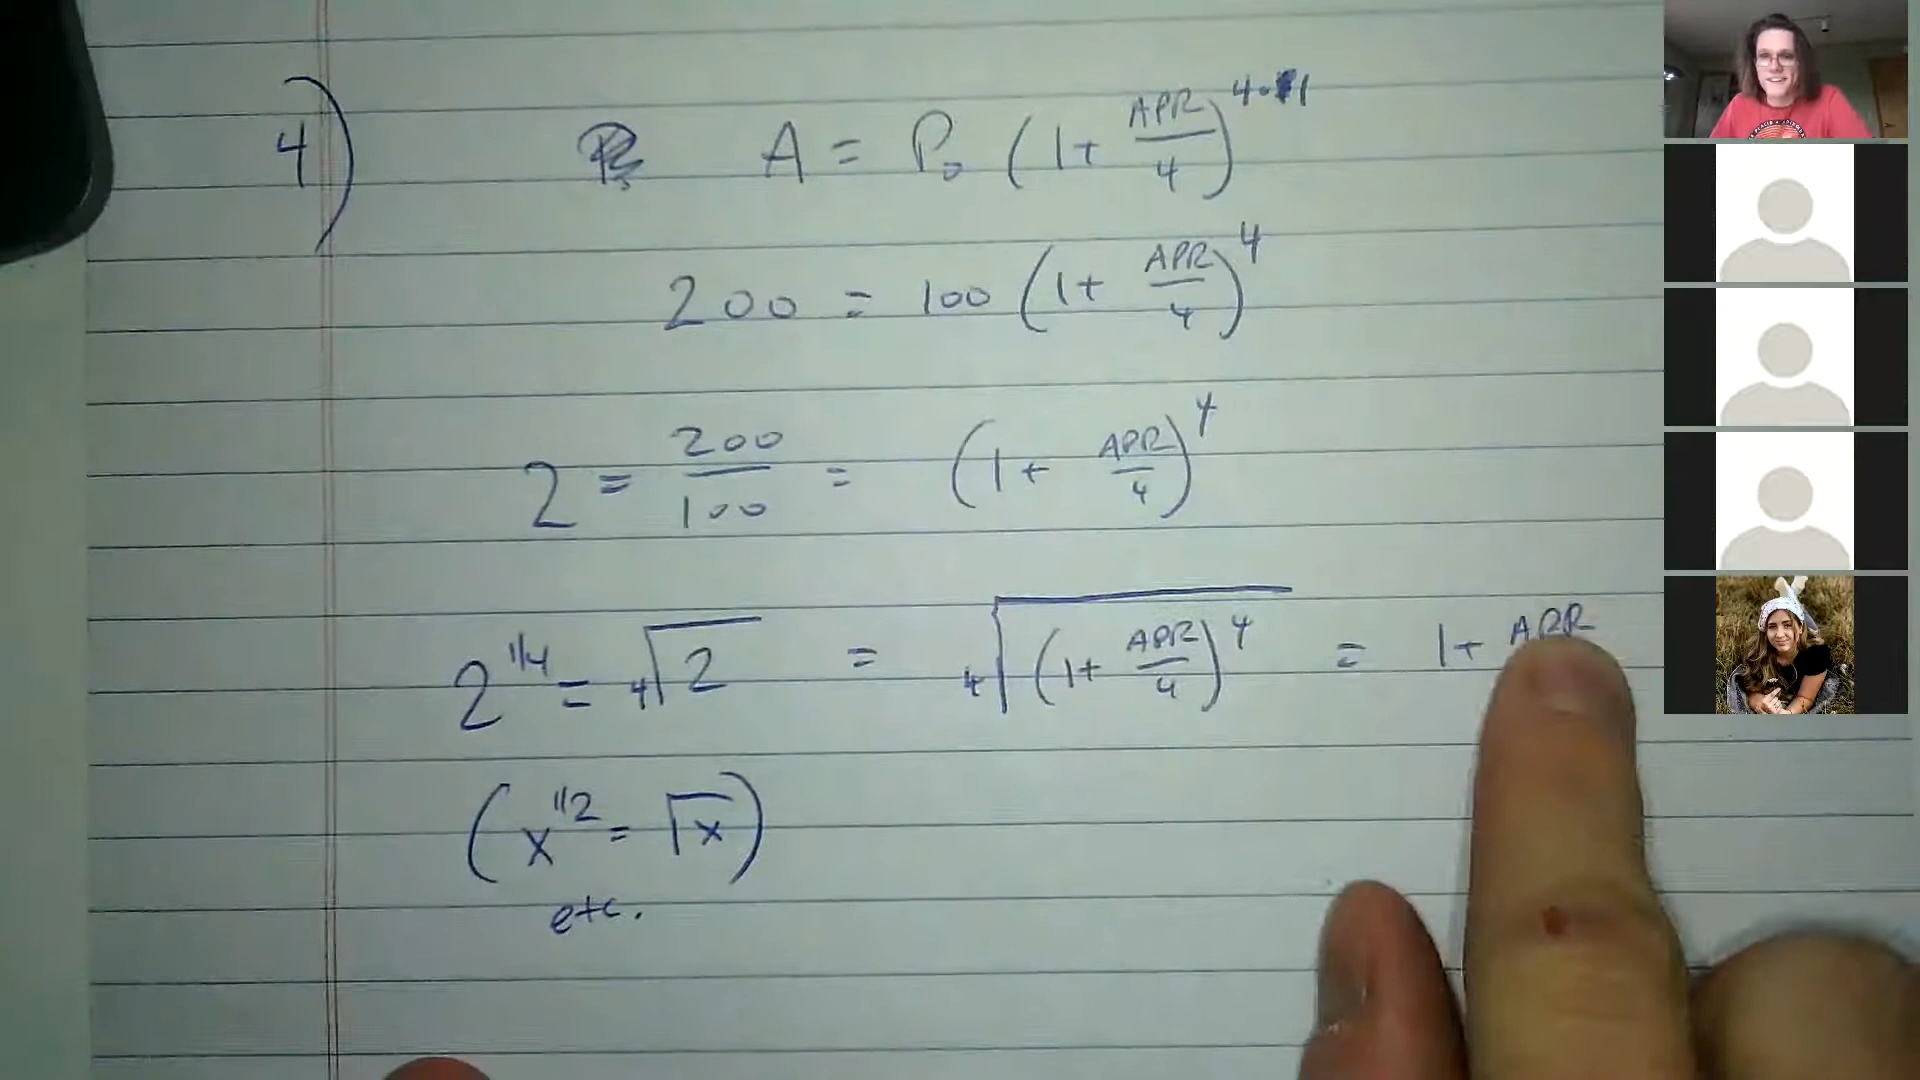 4) A = P₀ (1 + APR/4)^4·1
200 = 100 (1 + APR/4)^4
2 = 200/100 = (1 + APR/4)^4
2^1/4 = ⁴√2 = ⁴√(1 + APR/4)^4 = 1 + APR
(x^1/2 = √x)
etc.